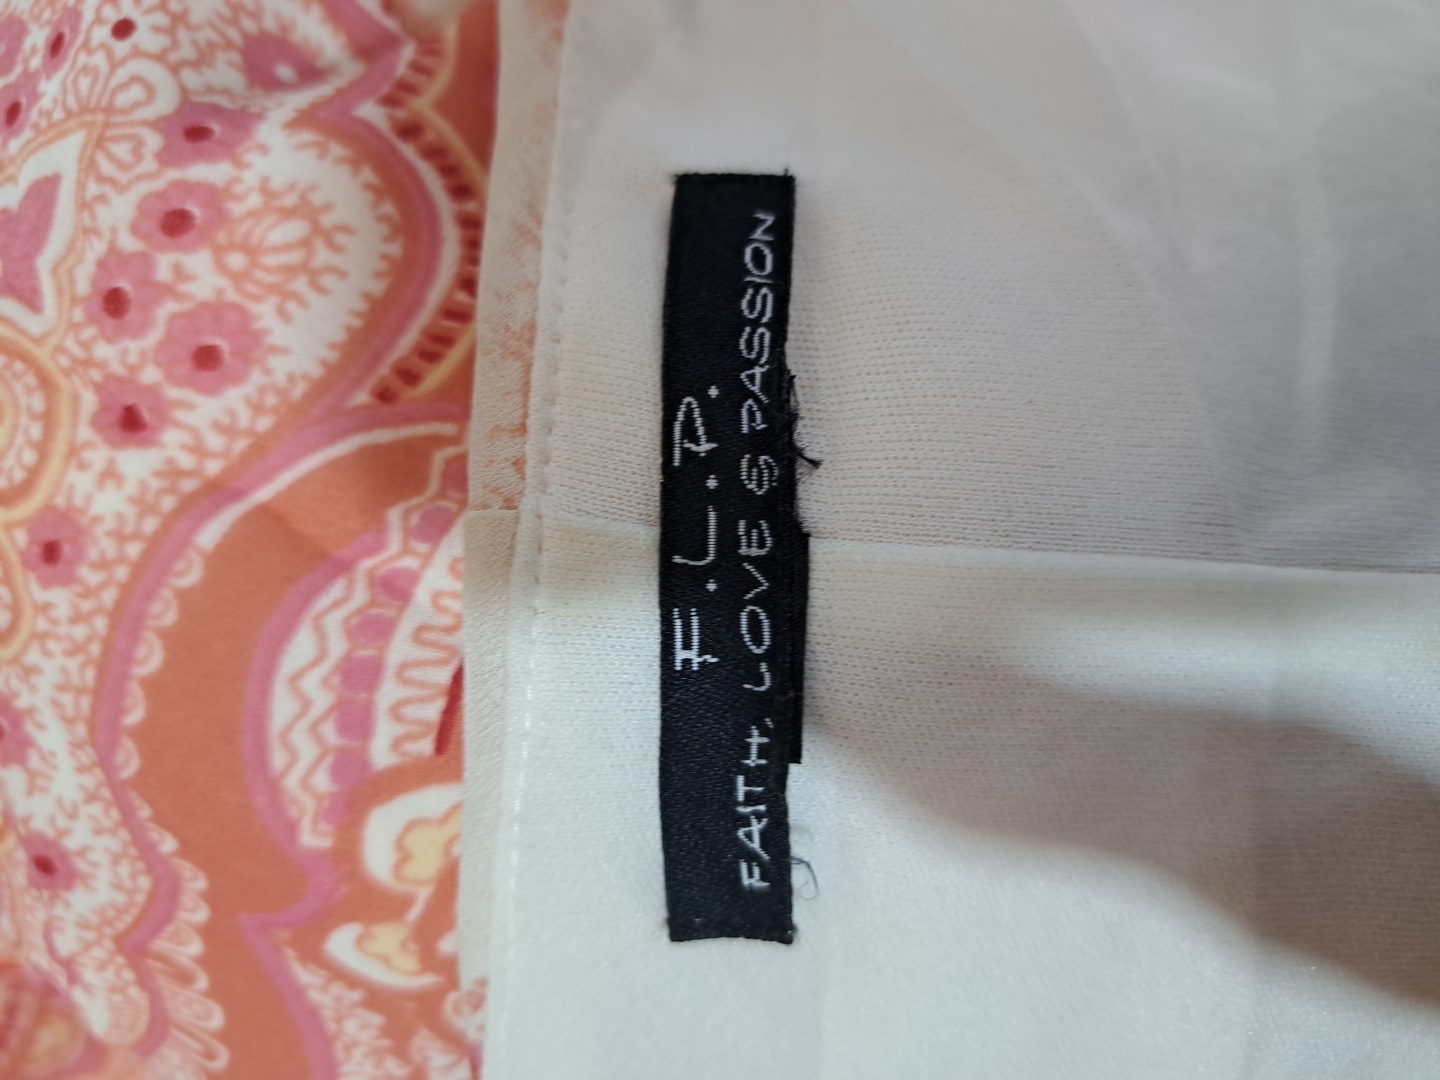 F.L.P.
FAITH, LOVE & PASSION